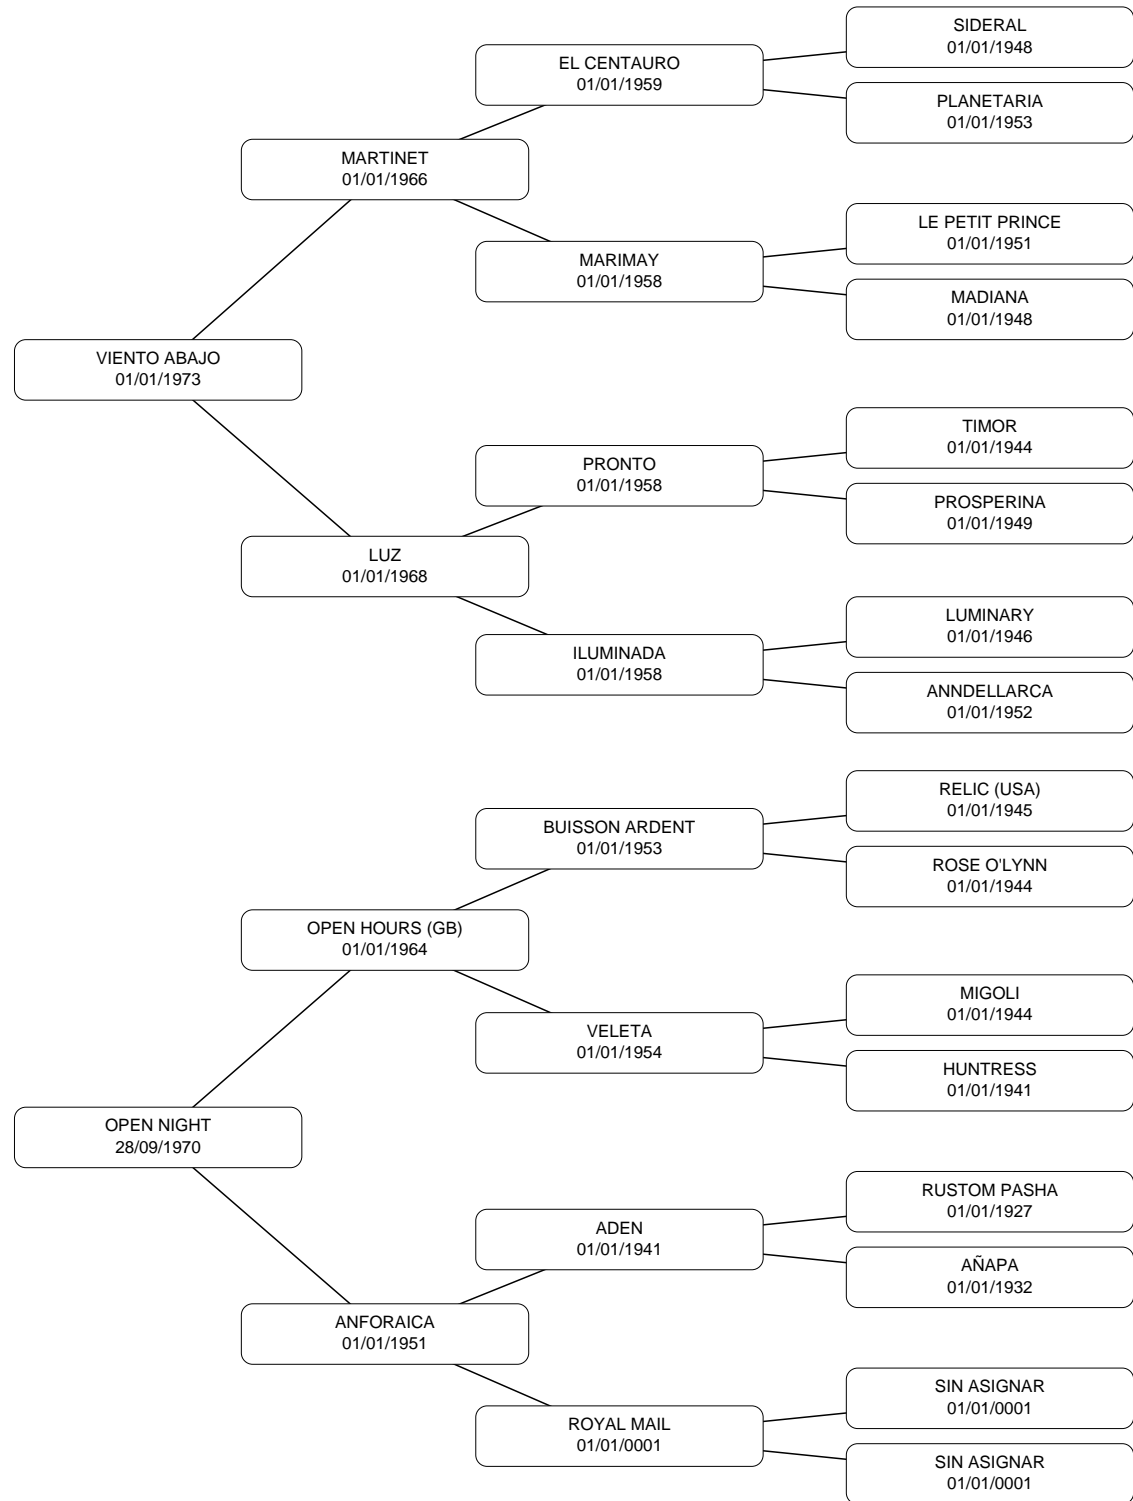 SIDERAL
01/01/1948
EL CENTAURO
01/01/1959
PLANETARIA
01/01/1953
MARTINET
01/01/1966
LE PETIT PRINCE
01/01/1951
MARIMAY
01/01/1958
MADIANA
01/01/1948
VIENTO ABAJO
01/01/1973
TIMOR
01/01/1944
PRONTO
01/01/1958
PROSPERINA
01/01/1949
LUZ
01/01/1968
LUMINARY
01/01/1946
ILUMINADA
01/01/1958
ANNDELLARCA
01/01/1952
RELIC (USA)
01/01/1945
BUISSON ARDENT
01/01/1953
ROSE O'LYNN
01/01/1944
OPEN HOURS (GB)
01/01/1964
MIGOLI
01/01/1944
VELETA
01/01/1954
HUNTRESS
01/01/1941
OPEN NIGHT
28/09/1970
RUSTOM PASHA
01/01/1927
ADEN
01/01/1941
AÑAPA
01/01/1932
ANFORAICA
01/01/1951
SIN ASIGNAR
01/01/0001
ROYAL MAIL
01/01/0001
SIN ASIGNAR
01/01/0001